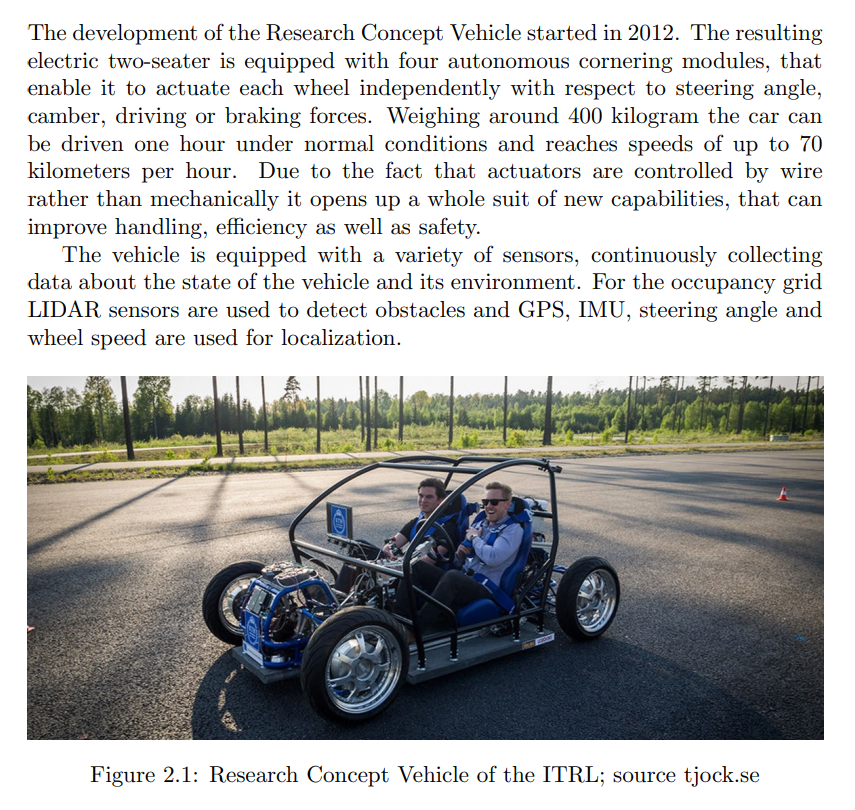 The development of the Research Concept Vehicle started in 2012. The resulting
electric two-seater is equipped with four autonomous cornering modules, that
enable it to actuate each wheel independently with respect to steering angle,
camber, driving or braking forces. Weighing around 400 kilogram the car can
be driven one hour under normal conditions and reaches speeds of up to 70
kilometers per hour. Due to the fact that actuators are controlled by wire
rather than mechanically it opens up a whole suit of new capabilities, that can
improve handling, efficiency as well as safety.
The vehicle is equipped with a variety of sensors, continuously collecting
data about the state of the vehicle and its environment. For the occupancy grid
LIDAR sensors are used to detect obstacles and GPS, IMU, steering angle and
wheel speed are used for localization.
Figure 2.1: Research Concept Vehicle of the ITRL; source tjock.se